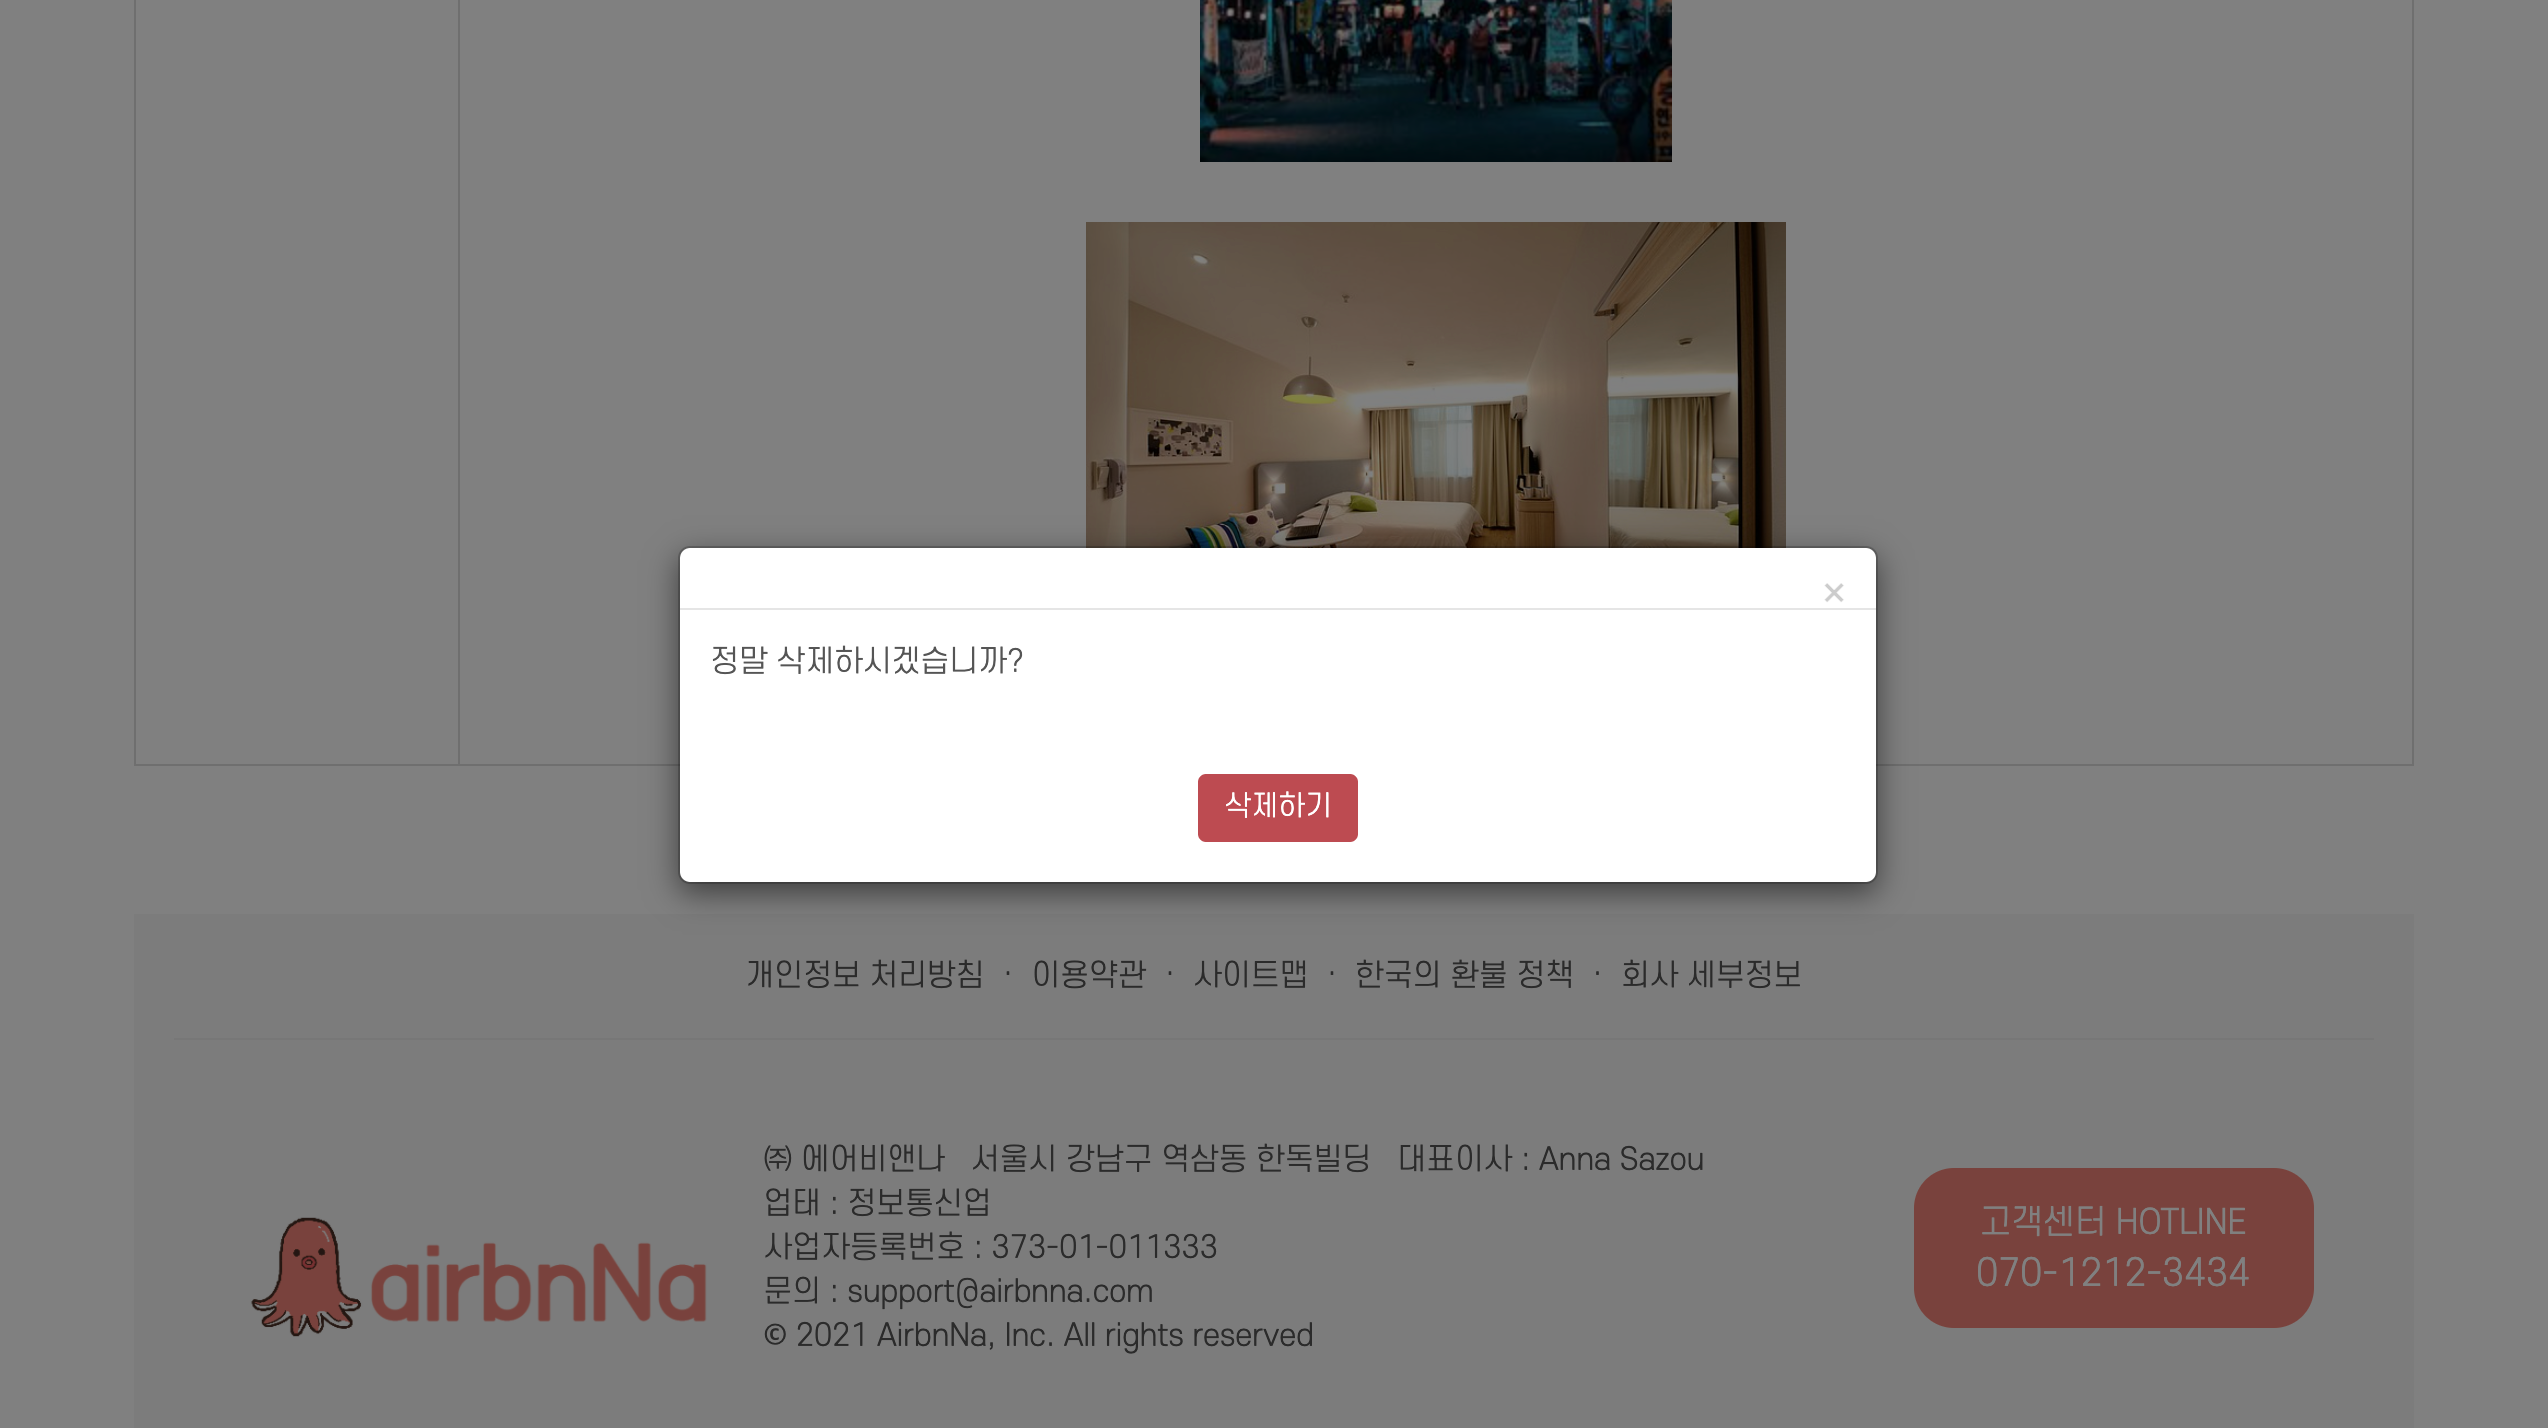 ×
정말 삭제하시겠습니까?
삭제하기
개인정보 처리방침 · 이용약관 · 사이트맵 · 한국의 환불 정책 · 회사 세부정보
㈜ 에어비앤나 서울시 강남구 역삼동 한독빌딩 대표이사 : Anna Sazou
업태 : 정보통신업
사업자등록번호 : 373-01-011333
문의 : support@airbnna.com
© 2021 AirbnNa, Inc. All rights reserved
airbnNa
고객센터 HOTLINE
070-1212-3434